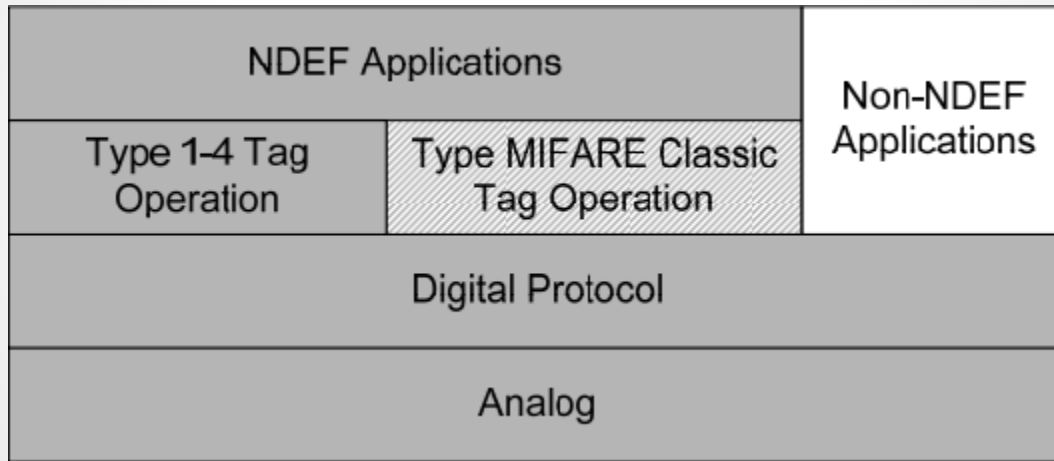 NDEF Applications
Non-NDEF
Applications
Type 1-4 Tag
Operation
Type MIFARE Classic
Tag Operation
Digital Protocol
Analog